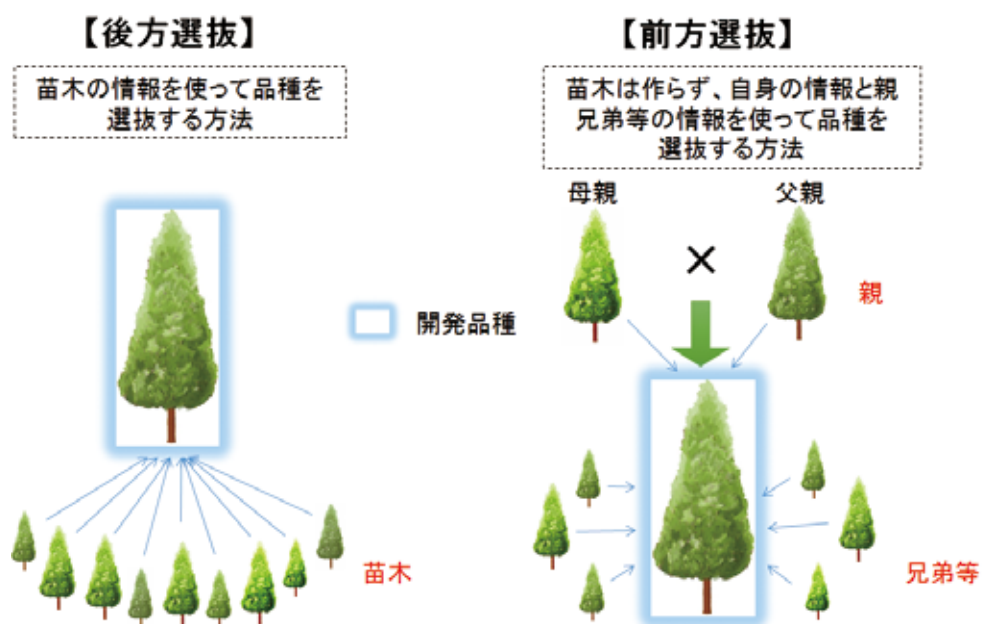 【後方選抜】
苗木の情報を使って品種を
選抜する方法
開発品種
苗木
【前方選抜】
苗木は作らず、自身の情報と親
兄弟等の情報を使って品種を
選抜する方法
母親
父親
×
親
兄弟等